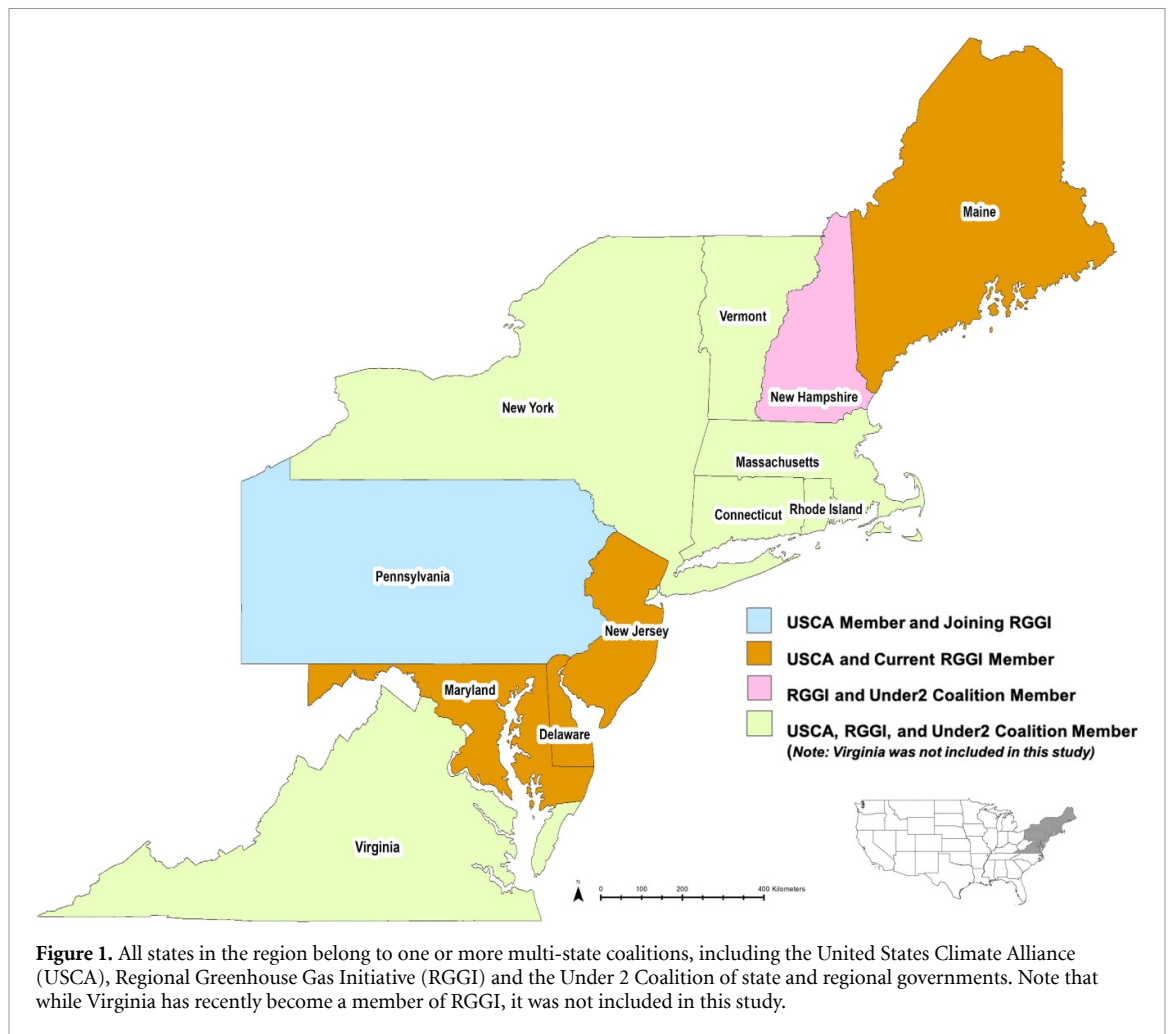 Maine
Vermont
New Hampshire
New York
Massachusetts
Connecticut
Rhode Island
Pennsylvania
New Jersey
Maryland
Delaware
Virginia
USCA Member and Joining RGGI
USCA and Current RGGI Member
RGGI and Under2 Coalition Member
USCA, RGGI, and Under2 Coalition Member
(Note: Virginia was not included in this study)
N
0 100 200 400 Kilometers
Figure 1. All states in the region belong to one or more multi-state coalitions, including the United States Climate Alliance
(USCA), Regional Greenhouse Gas Initiative (RGGI) and the Under 2 Coalition of state and regional governments. Note that
while Virginia has recently become a member of RGGI, it was not included in this study.